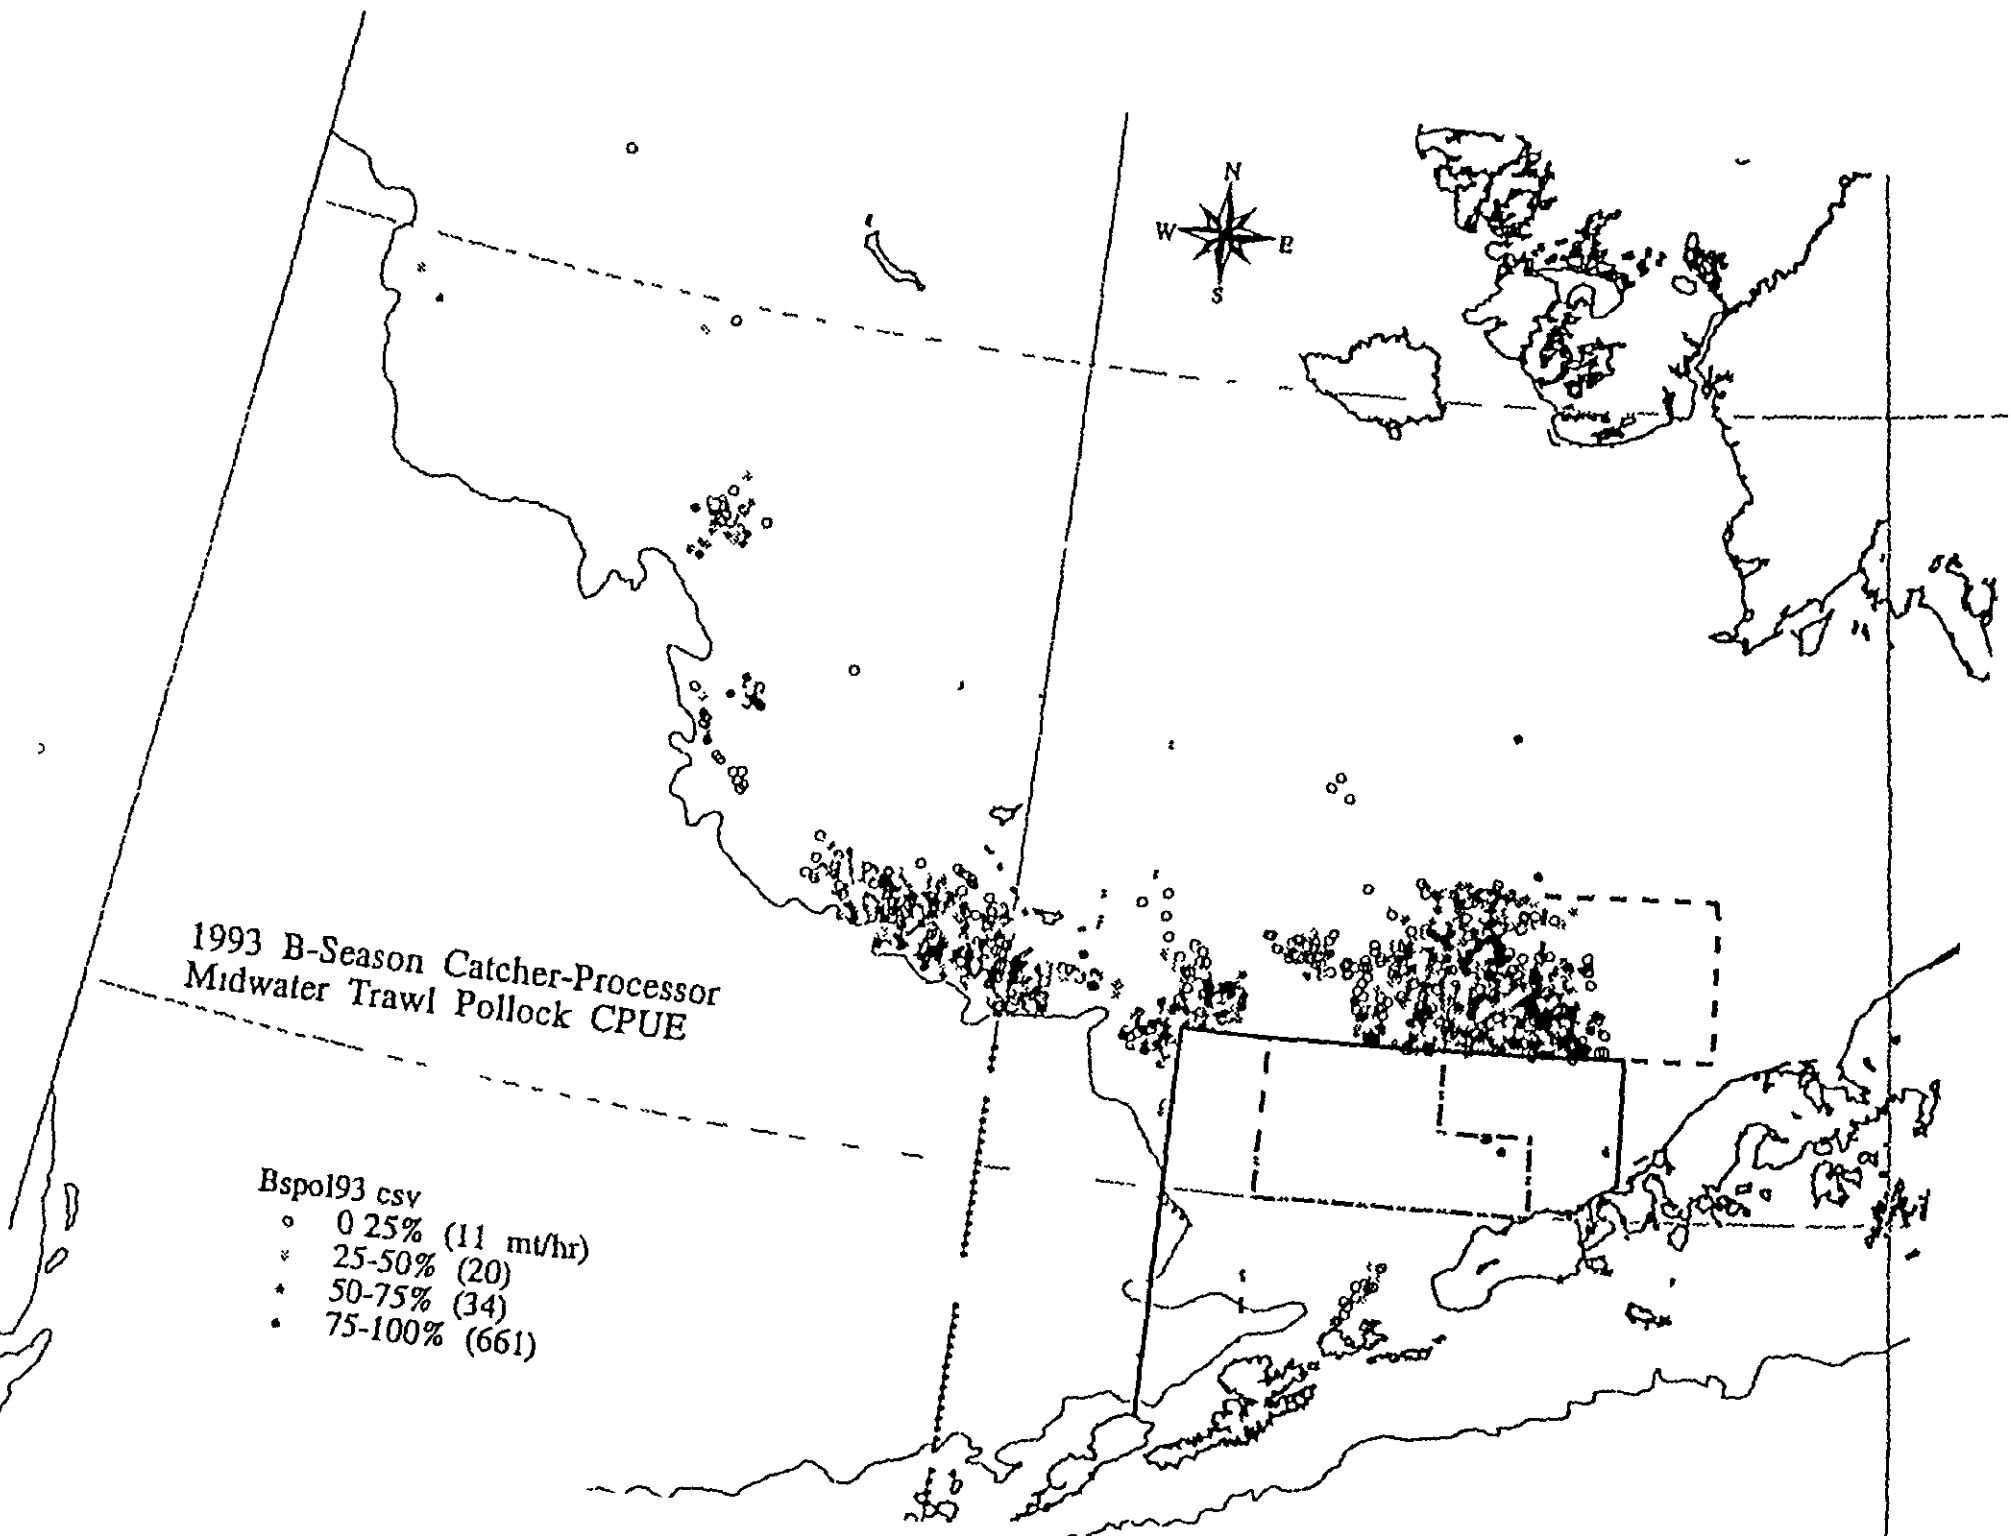 N
W E
S
1993 B-Season Catcher-Processor
Midwater Trawl Pollock CPUE
Bspol93 csv
0 25% (11 mt/hr)
25-50% (20)
50-75% (34)
75-100% (661)